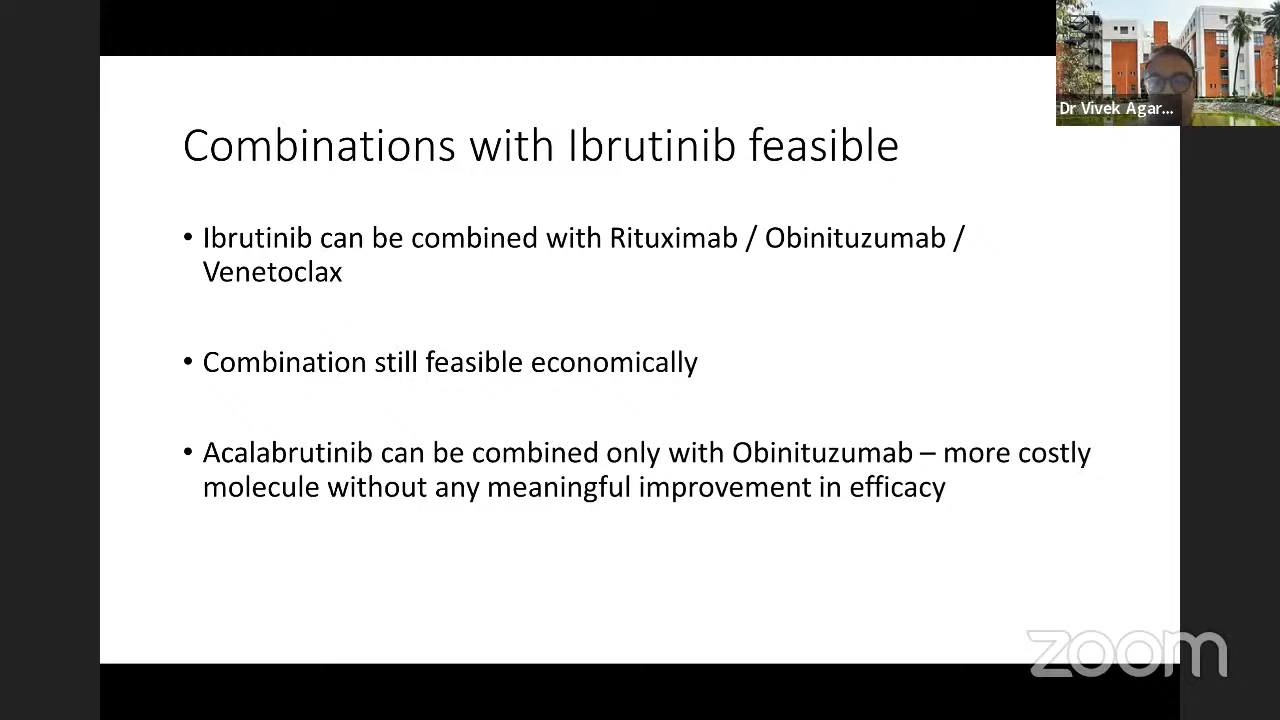 Dr Vivek Agar...
Combinations with Ibrutinib feasible
• Ibrutinib can be combined with Rituximab / Obinituzumab /
Venetoclax
• Combination still feasible economically
• Acalabrutinib can be combined only with Obinituzumab – more costly
molecule without any meaningful improvement in efficacy
zoom